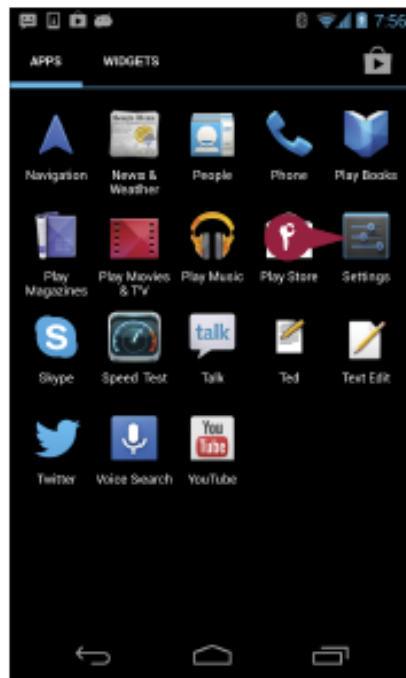 7:56
APPS WIDGETS
Navigation News & Weather People Phone Play Books
Play Magazines Play Movies & TV Play Music Play Store Settings
۴
Skype Speed Test Talk Ted Text Edit
talk
Twitter Voice Search YouTube
You
Tube